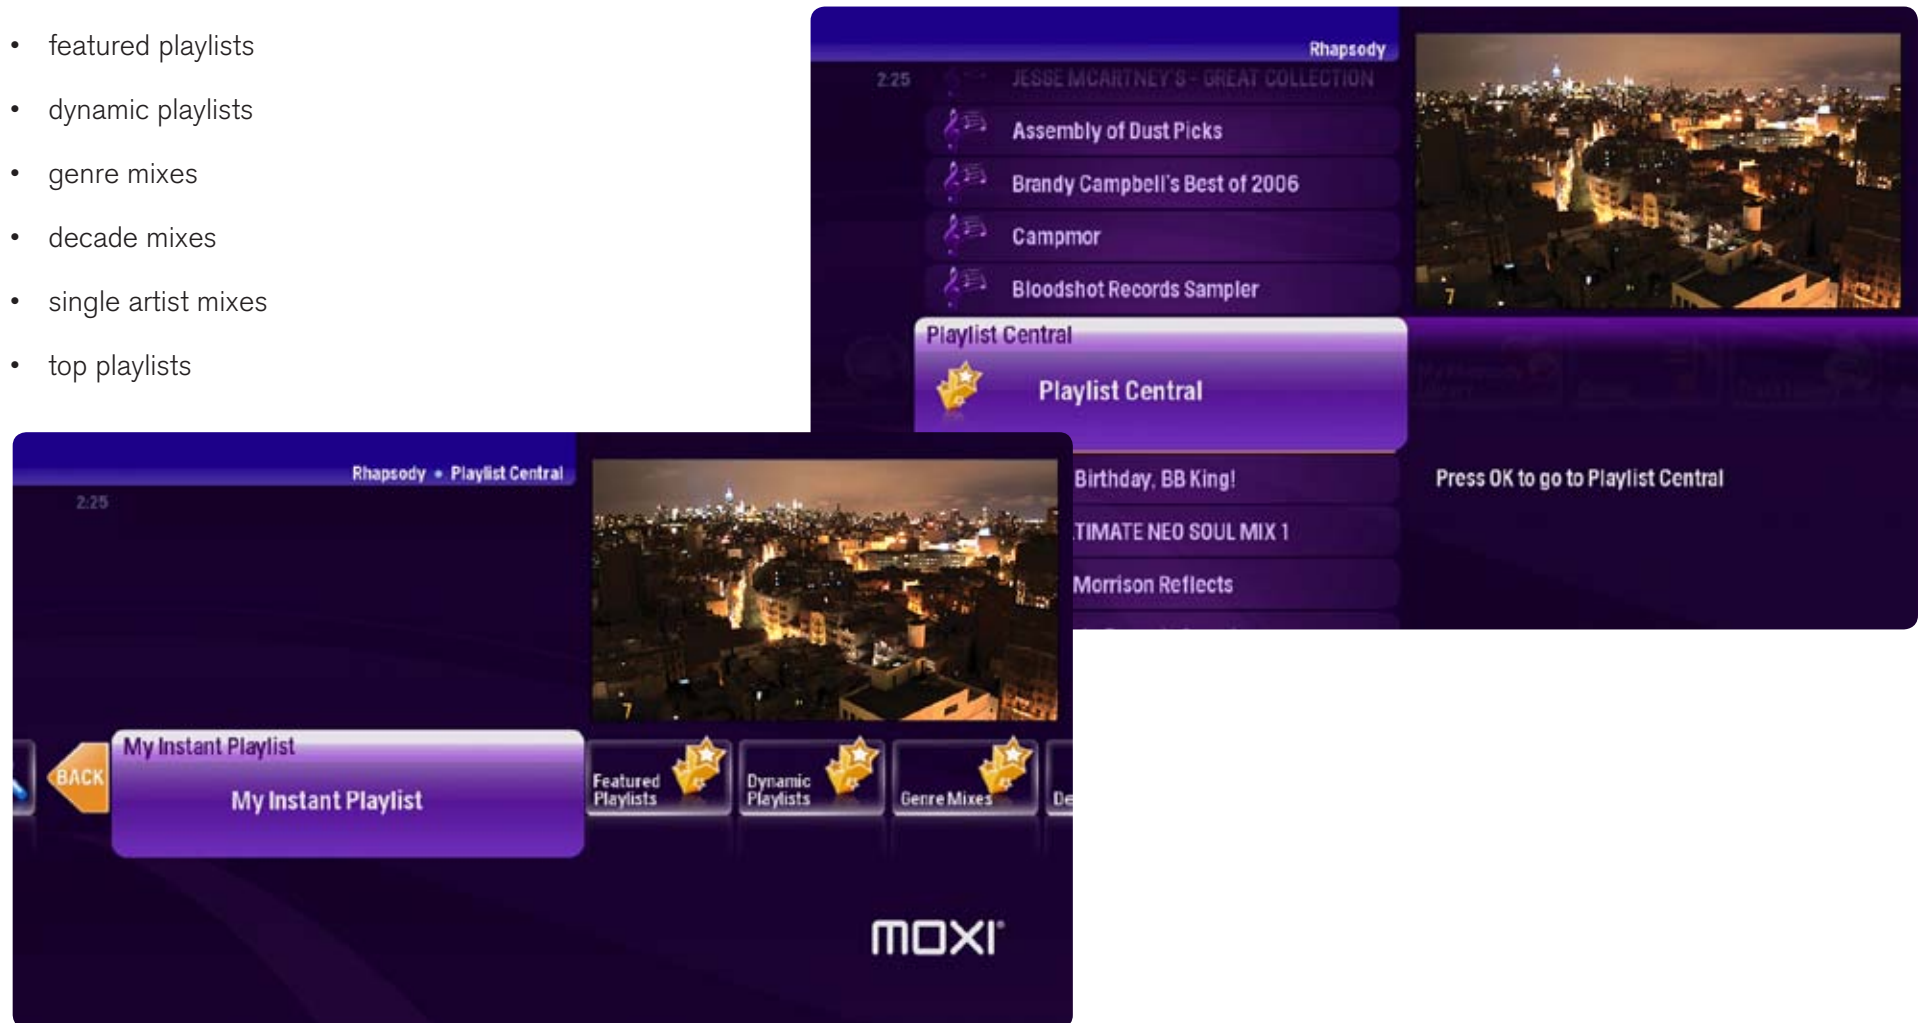 • featured playlists
• dynamic playlists
• genre mixes
• decade mixes
• single artist mixes
• top playlists
Rhapsody
2:25
JESSE MCARTNEY'S - GREAT COLLECTION
Assembly of Dust Picks
Brandy Campbell's Best of 2006
Campmor
Bloodshot Records Sampler
7
Playlist Central
Playlist Central
Birthday, BB King!
TIMATE NEO SOUL MIX 1
Morrison Reflects
Press OK to go to Playlist Central
Rhapsody • Playlist Central
2:25
7
My Instant Playlist
BACK
My Instant Playlist
Featured
Playlists
Dynamic
Playlists
Genre Mixes
De
moxi®